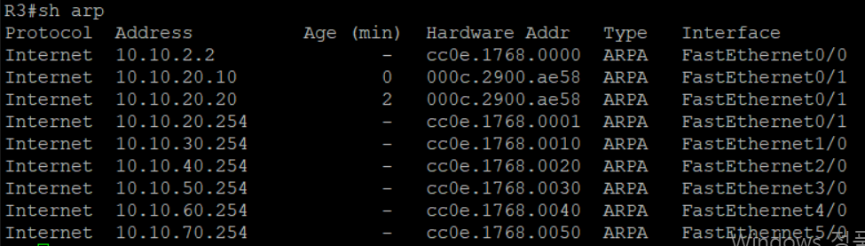 R3#sh arp
Protocol  Address          Age (min)  Hardware Addr   Type   Interface
Internet  10.10.2.2               -   cc0e.1768.0000  ARPA   FastEthernet0/0
Internet  10.10.20.10             0   000c.2900.ae58  ARPA   FastEthernet0/1
Internet  10.10.20.20             2   000c.2900.ae58  ARPA   FastEthernet0/1
Internet  10.10.20.254            -   cc0e.1768.0001  ARPA   FastEthernet0/1
Internet  10.10.30.254            -   cc0e.1768.0010  ARPA   FastEthernet1/0
Internet  10.10.40.254            -   cc0e.1768.0020  ARPA   FastEthernet2/0
Internet  10.10.50.254            -   cc0e.1768.0030  ARPA   FastEthernet3/0
Internet  10.10.60.254            -   cc0e.1768.0040  ARPA   FastEthernet4/0
Internet  10.10.70.254            -   cc0e.1768.0050  ARPA   FastEthernet5/0
Windows